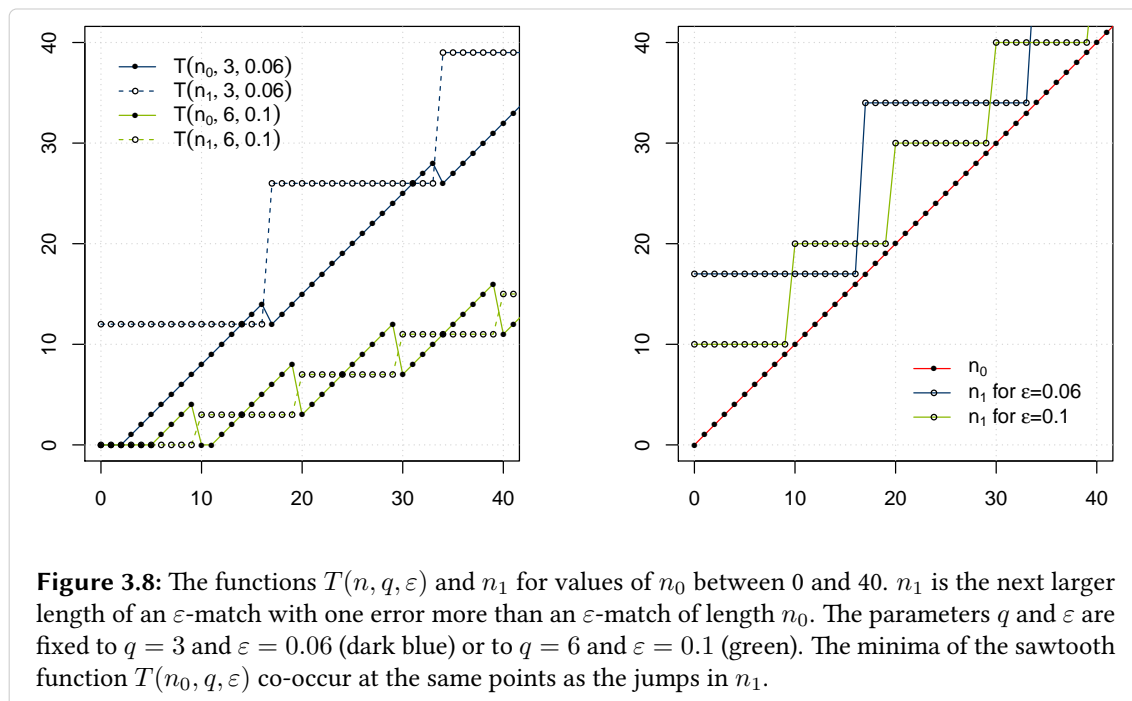 40
30
20
10
0
T(n₀, 3, 0.06)
T(n₁, 3, 0.06)
T(n₀, 6, 0.1)
T(n₁, 6, 0.1)
0 10 20 30 40
40
30
20
10
0
n₀
n₁ for ε=0.06
n₁ for ε=0.1
0 10 20 30 40
Figure 3.8: The functions T(n, q, ε) and n₁ for values of n₀ between 0 and 40. n₁ is the next larger
length of an ε-match with one error more than an ε-match of length n₀. The parameters q and ε are
fixed to q = 3 and ε = 0.06 (dark blue) or to q = 6 and ε = 0.1 (green). The minima of the sawtooth
function T(n₀, q, ε) co-occur at the same points as the jumps in n₁.